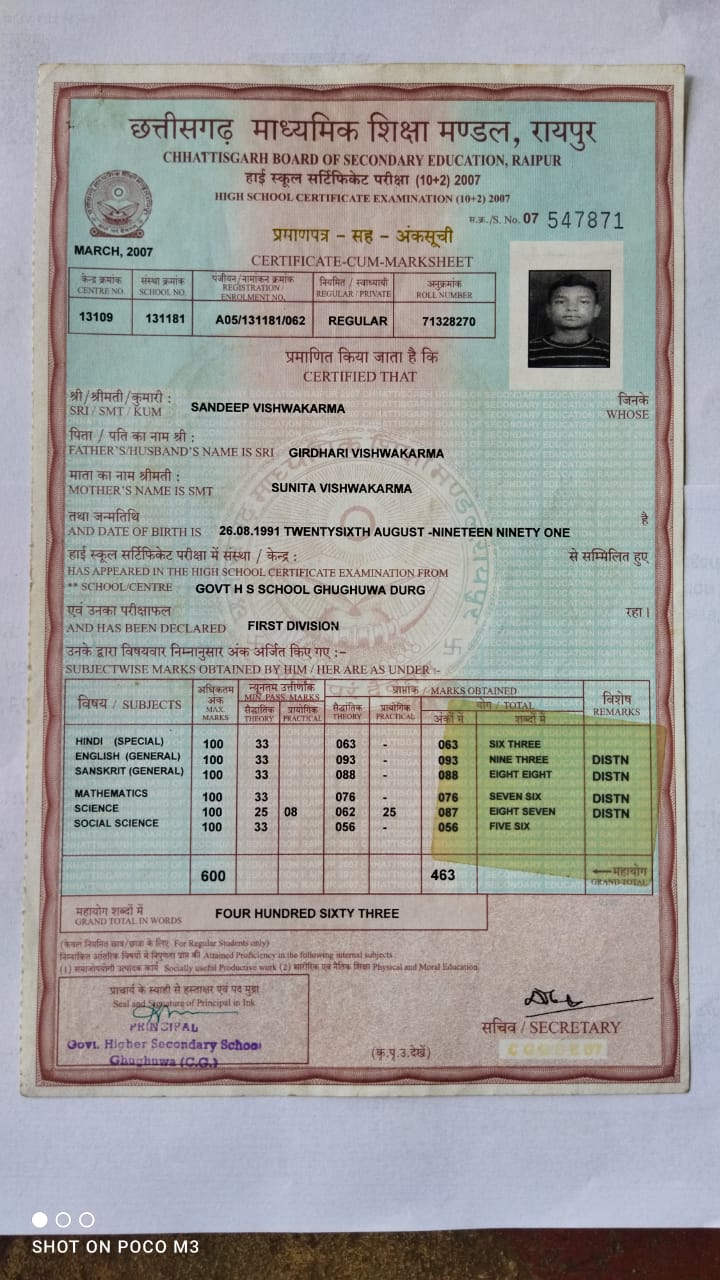 छत्तीसगढ़ माध्यमिक शिक्षा मण्डल, रायपुर
CHHATTISGARH BOARD OF SECONDARY EDUCATION, RAIPUR
हाई स्कूल सर्टिफिकेट परीक्षा (10+2) 2007
HIGH SCHOOL CERTIFICATE EXAMINATION (10+2) 2007
स.क्र./S. No. 07 547871
प्रमाणपत्र - सह - अंकसूची
MARCH, 2007
CERTIFICATE-CUM-MARKSHEET
केन्द्र क्रमांक संस्था क्रमांक पंजीयन/नामांकन क्रमांक नियमित / स्वाध्यायी अनुक्रमांक
CENTRE NO. SCHOOL NO. REGISTRATION / ENROLMENT NO. REGULAR / PRIVATE ROLL NUMBER
13109 131181 A05/131181/062 REGULAR 71328270
प्रमाणित किया जाता है कि
CERTIFIED THAT
श्री/श्रीमती/कुमारी : जिनके
SRI / SMT / KUM SANDEEP VISHWAKARMA WHOSE
पिता / पति का नाम श्री :
FATHER'S/HUSBAND'S NAME IS SRI GIRDHARI VISHWAKARMA
माता का नाम श्रीमती :
MOTHER'S NAME IS SMT SUNITA VISHWAKARMA
तथा जन्मतिथि है
AND DATE OF BIRTH IS 26.08.1991 TWENTYSIXTH AUGUST -NINETEEN NINETY ONE
हाई स्कूल सर्टिफिकेट परीक्षा में संस्था / केन्द्र : से सम्मिलित हुए
HAS APPEARED IN THE HIGH SCHOOL CERTIFICATE EXAMINATION FROM
** SCHOOL/CENTRE GOVT H S SCHOOL GHUGHUWA DURG
एवं उनका परीक्षाफल रहा।
AND HAS BEEN DECLARED FIRST DIVISION
उनके द्वारा विषयवार निम्नानुसार अंक अर्जित किए गए :-
SUBJECTWISE MARKS OBTAINED BY HIM / HER ARE AS UNDER :-
विषय / SUBJECTS अधिकतम अंक MAX. MARKS न्यूनतम उत्तीर्णांक MIN. PASS MARKS प्राप्तांक / MARKS OBTAINED विशेष REMARKS
सैद्धांतिक THEORY प्रायोगिक PRACTICAL सैद्धांतिक THEORY प्रायोगिक PRACTICAL योग / TOTAL
अंकों में शब्दों में
HINDI (SPECIAL) 100 33 063 - 063 SIX THREE
ENGLISH (GENERAL) 100 33 093 - 093 NINE THREE DISTN
SANSKRIT (GENERAL) 100 33 088 - 088 EIGHT EIGHT DISTN
MATHEMATICS 100 33 076 - 076 SEVEN SIX DISTN
SCIENCE 100 25 08 062 25 087 EIGHT SEVEN DISTN
SOCIAL SCIENCE 100 33 056 - 056 FIVE SIX
600 463 महायोग
GRAND TOTAL
महायोग शब्दों में
GRAND TOTAL IN WORDS FOUR HUNDRED SIXTY THREE
(केवल नियमित छात्र/छात्रा के लिए For Regular Students only)
निम्नांकित आंतरिक विषयों में निपुणता प्राप्त की Attained Proficiency in the following internal subjects.
(1) समाजोपयोगी उत्पादक कार्य Socially useful Productive work (2) शारीरिक एवं नैतिक शिक्षा Physical and Moral Education.
प्राचार्य के स्याही से हस्ताक्षर एवं पद मुद्रा
Seal and Signature of Principal in Ink
PRINCIPAL
Govt. Higher Secondary School
Ghughuwa (C.G.)
(कृ.पृ.उ.देखें)
सचिव / SECRETARY
SHOT ON POCO M3